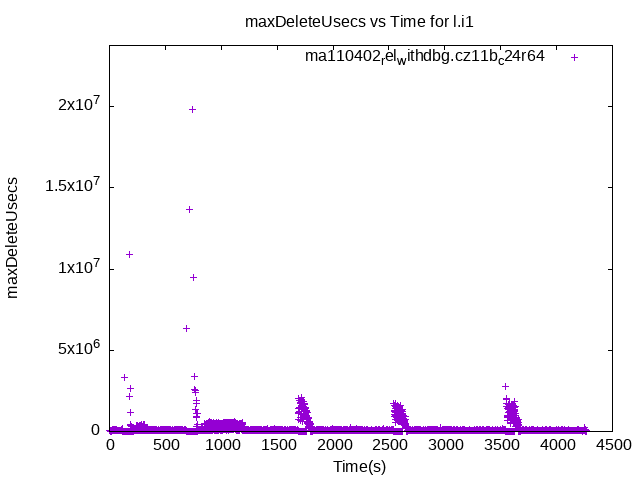 maxDeleteUsecs vs Time for l.i1
ma110402_rel_withdbg.cz11b_c24r64
2x10^7
1.5x10^7
1x10^7
5x10^6
0
maxDeleteUsecs
0 500 1000 1500 2000 2500 3000 3500 4000 4500
Time(s)